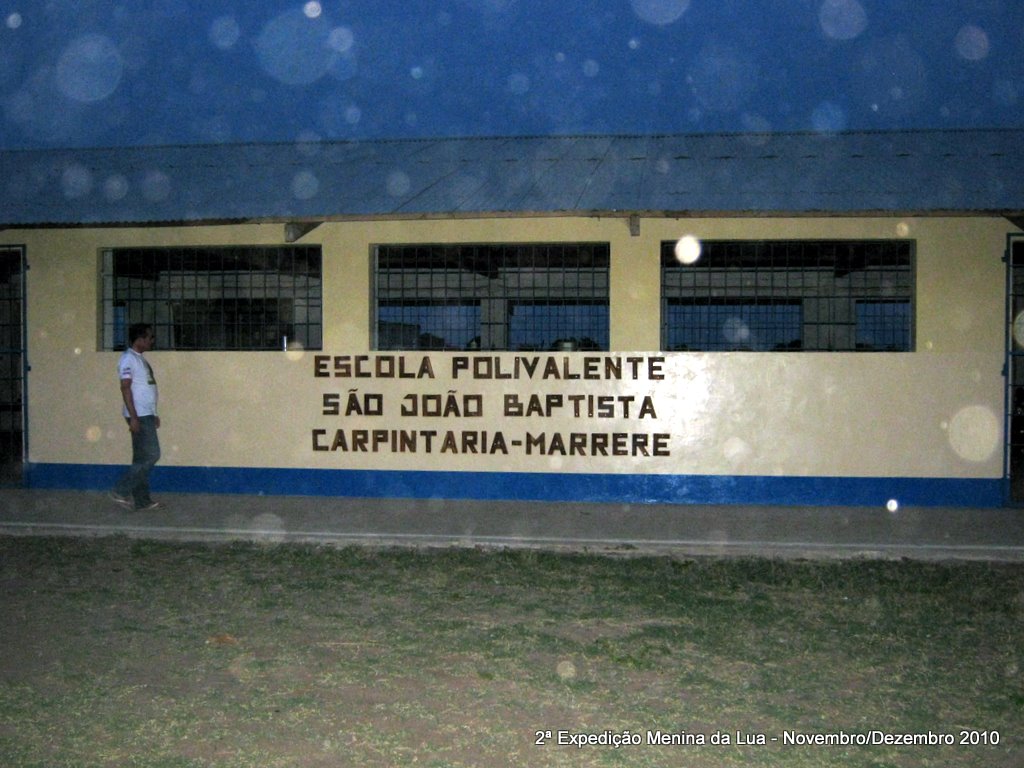 ESCOLA POLIVALENTE
SÃO JOÃO BAPTISTA
CARPINTARIA-MARRERE
2ª Expedição Menina da Lua - Novembro/Dezembro 2010